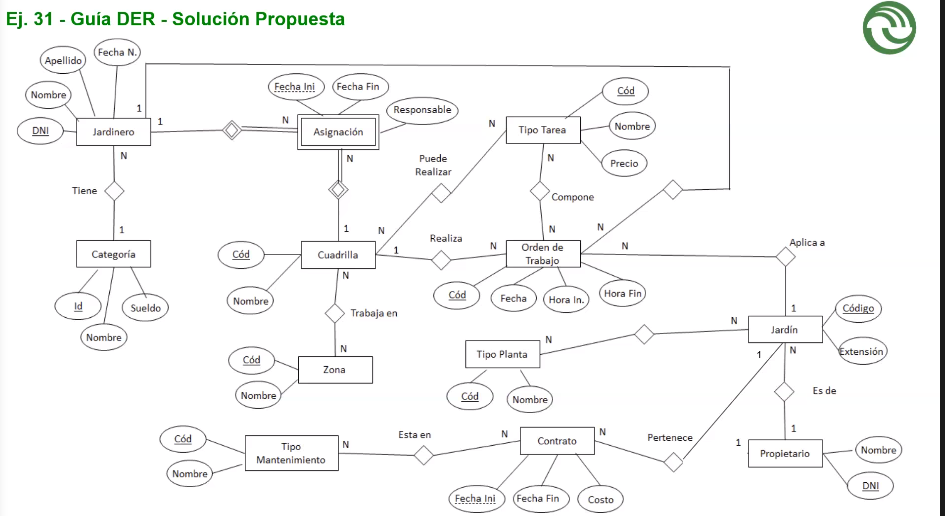 Ej. 31 - Guía DER - Solución Propuesta
Fecha N.
Apellido
Nombre
DNI
Jardinero
1
1
N
Tiene
1
Categoría
Id
Nombre
Sueldo
Fecha Ini
Fecha Fin
Responsable
N
Asignación
N
1
Cód
Nombre
Cuadrilla
N
1
N
Trabaja en
N
Cód
Nombre
Zona
Puede
Realizar
N
Realiza
N
Cód
Nombre
Precio
Tipo Tarea
N
Compone
N
N
N
Orden de
Trabajo
Cód
Fecha
Hora In.
Hora Fin
Aplica a
1
Código
Extensión
Jardín
N
N
Tipo Planta
Cód
Nombre
1
N
Es de
1
1
Propietario
Nombre
DNI
Pertenece
N
Contrato
N
Fecha Ini
Fecha Fin
Costo
Esta en
N
Tipo
Mantenimiento
Cód
Nombre